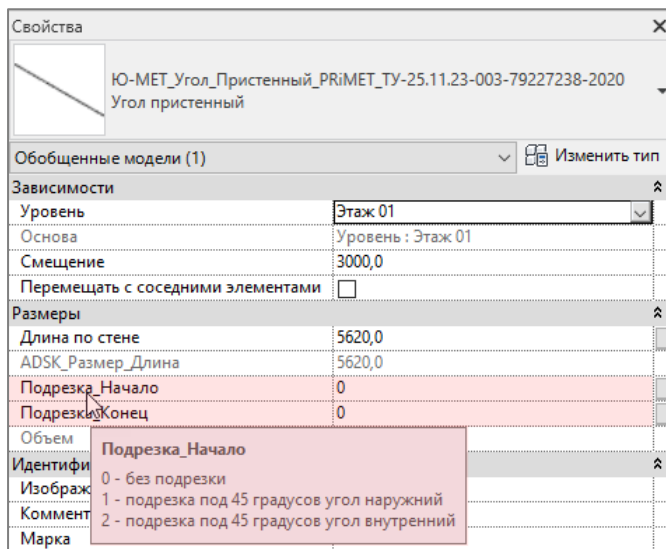 Свойства
Ю-МЕТ_Угол_Пристенный_PRiMET_ТУ-25.11.23-003-79227238-2020
Угол пристенный
Обобщенные модели (1)
Изменить тип
Зависимости
Уровень Этаж 01
Основа Уровень : Этаж 01
Смещение 3000,0
Перемещать с соседними элементами
Размеры
Длина по стене 5620,0
ADSK_Размер_Длина 5620,0
Подрезка_Начало 0
Подрезка_Конец 0
Объем
Подрезка_Начало
0 - без подрезки
1 - подрезка под 45 градусов угол наружний
2 - подрезка под 45 градусов угол внутренний
Идентифи
Изображ
Коммент
Марка